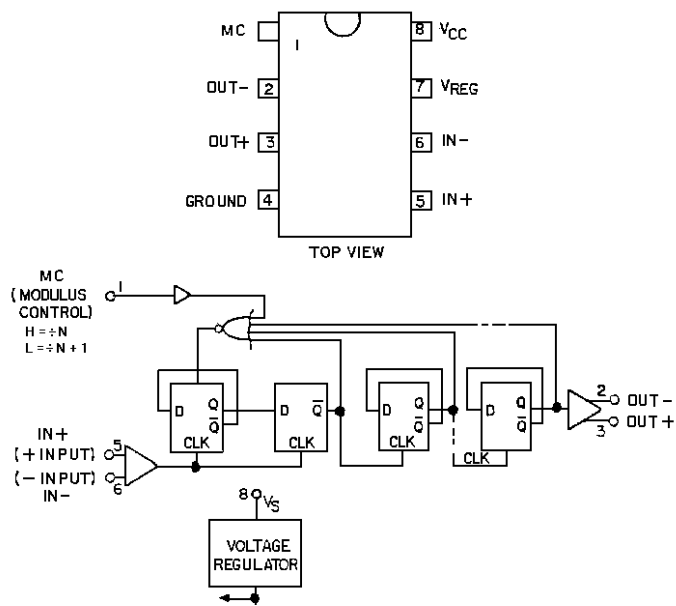 MC
1
8
VCC
OUT-
2
7
VREG
OUT+
3
6
IN-
GROUND
4
5
IN+
TOP VIEW
MC
(MODULUS
CONTROL)
1
H = ÷N
L = ÷N + 1
D
Q
Q̅
CLK
D
Q̅
CLK
D
Q
Q̅
CLK
D
Q
Q̅
CLK
2
OUT-
3
OUT+
IN+
(+INPUT)
5
(-INPUT)
6
IN-
8
VS
VOLTAGE
REGULATOR